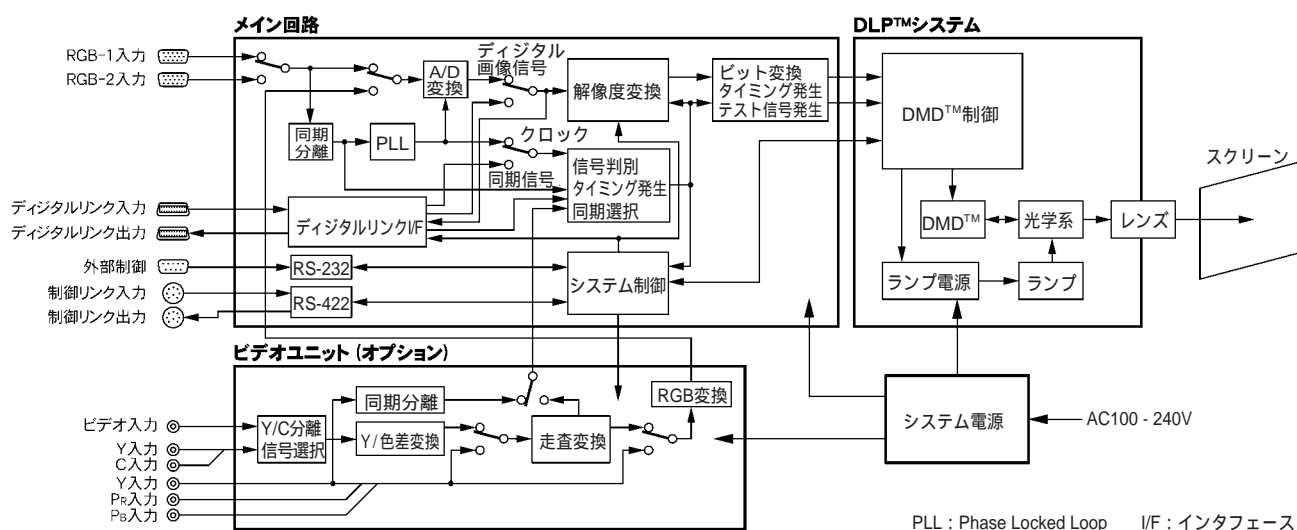 メイン回路
DLP™システム
RGB-1入力
RGB-2入力
A/D
変換
ディジタル
画像信号
解像度変換
ビット変換
タイミング発生
テスト信号発生
DMD™制御
同期
分離
PLL
クロック
同期信号
信号判別
タイミング発生
同期選択
スクリーン
ディジタルリンク入力
ディジタルリンク出力
ディジタルリンクI/F
DMD™
光学系
レンズ
外部制御
RS-232
システム制御
ランプ電源
ランプ
制御リンク入力
制御リンク出力
RS-422
ビデオユニット(オプション)
同期分離
RGB変換
ビデオ入力
Y/C分離
信号選択
Y/色差変換
走査変換
システム電源
AC100 - 240V
Y入力
C入力
Y入力
PR入力
PB入力
PLL : Phase Locked Loop I/F : インタフェース